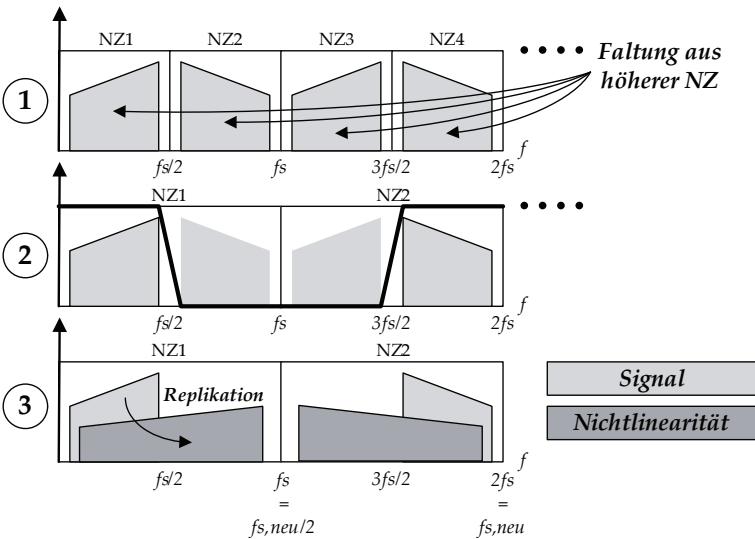 NZ1 NZ2 NZ3 NZ4
Faltung aus
höherer NZ
1
f
fs/2 fs 3fs/2 2fs
NZ1 NZ2
2
f
fs/2 fs 3fs/2 2fs
NZ1 NZ2
3
Replikation
Signal
Nichtlinearität
f
fs/2 fs 3fs/2 2fs
= =
fs,neu/2 fs,neu